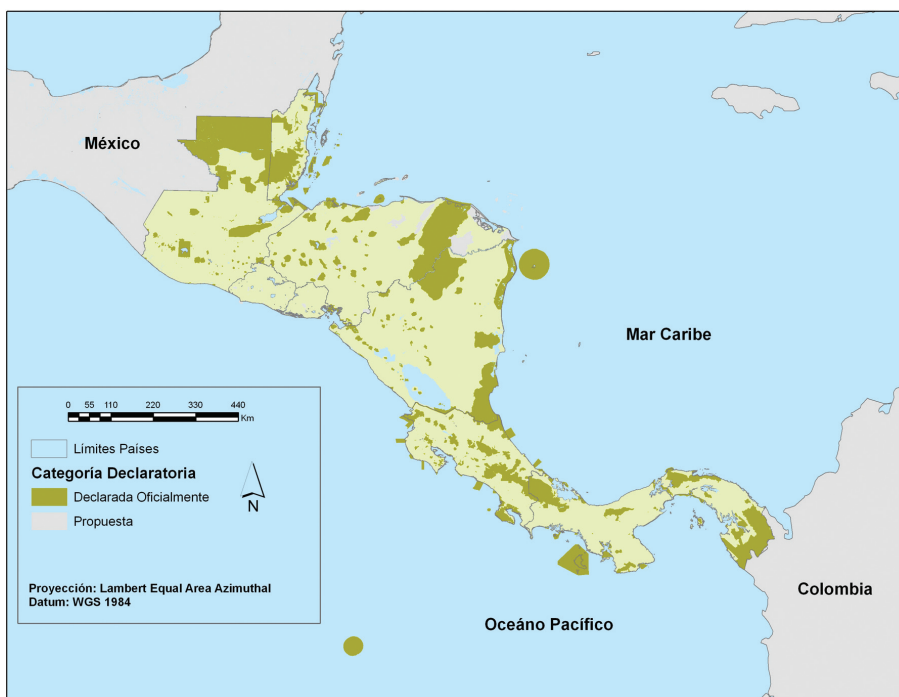 México
Mar Caribe
0 55 110 220 330 440
Km
Límites Países
Categoría Declaratoria
Declarada Oficialmente
Propuesta
N
Proyección: Lambert Equal Area Azimuthal
Datum: WGS 1984
Colombia
Oceáno Pacífico